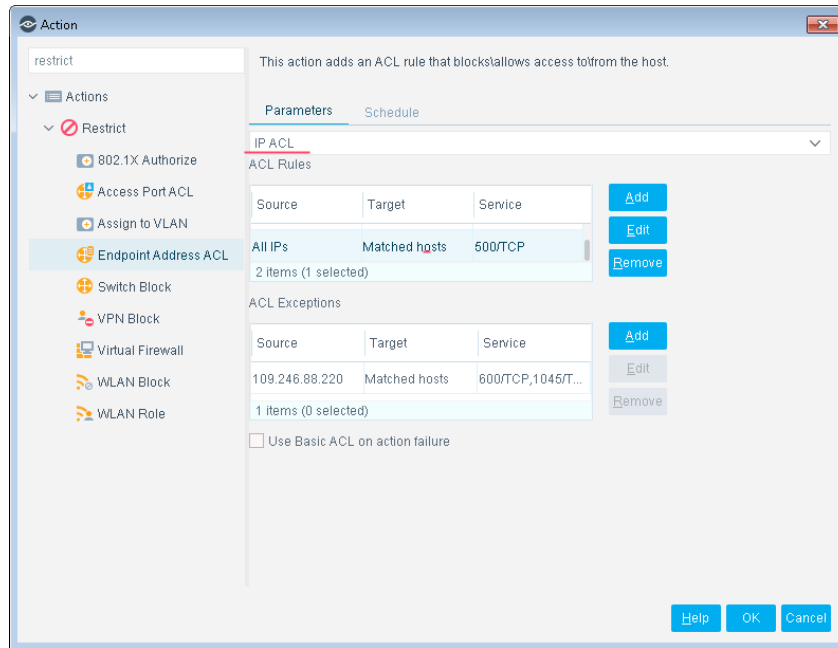 Action
restrict
This action adds an ACL rule that blocks\allows access to\from the host.
Actions
Parameters
Schedule
Restrict
IP ACL
802.1X Authorize
ACL Rules
Access Port ACL
Source Target Service
Add
Assign to VLAN
Edit
Endpoint Address ACL
All IPs Matched hosts 500/TCP
Remove
2 items (1 selected)
Switch Block
ACL Exceptions
VPN Block
Source Target Service
Add
Virtual Firewall
Edit
WLAN Block
109.246.88.220 Matched hosts 600/TCP,1045/T...
Remove
WLAN Role
1 items (0 selected)
Use Basic ACL on action failure
Help OK Cancel